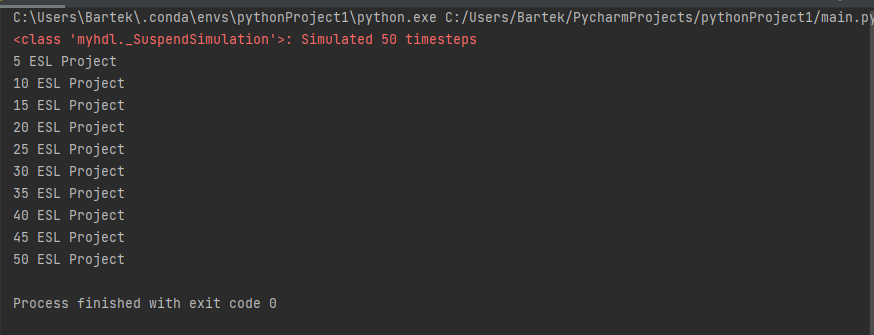 C:\Users\Bartek\.conda\envs\pythonProject1\python.exe C:/Users/Bartek/PycharmProjects/pythonProject1/main.py
<class 'myhdl._SuspendSimulation'>: Simulated 50 timesteps
5 ESL Project
10 ESL Project
15 ESL Project
20 ESL Project
25 ESL Project
30 ESL Project
35 ESL Project
40 ESL Project
45 ESL Project
50 ESL Project
Process finished with exit code 0